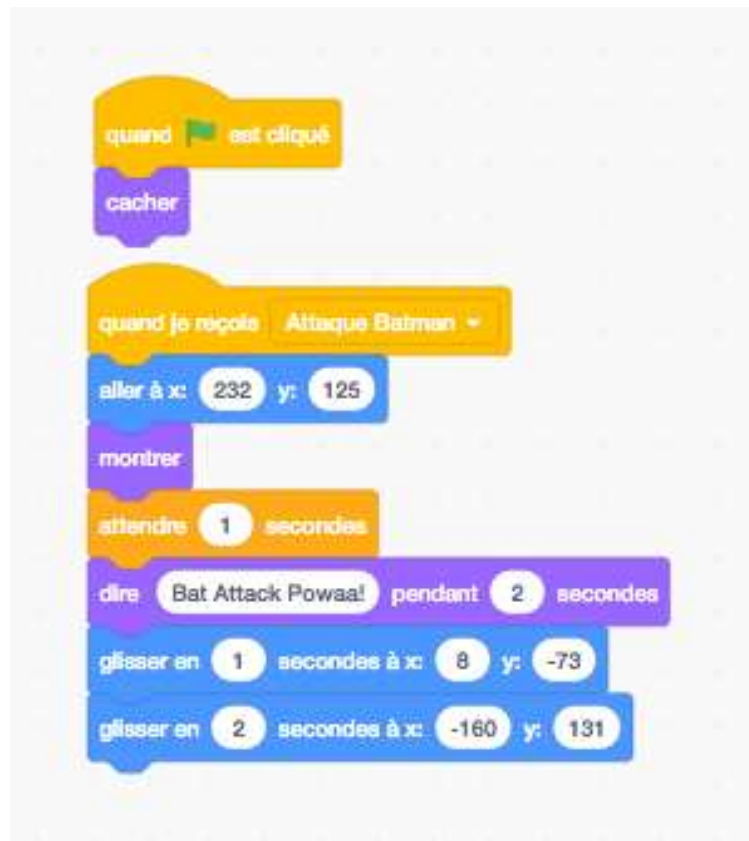 quand est cliqué
cacher
quand je reçois Attaque Batman
aller à x: 232 y: 125
montrer
attendre 1 secondes
dire Bat Attack Powaa! pendant 2 secondes
glisser en 1 secondes à x: 8 y: -73
glisser en 2 secondes à x: -160 y: 131